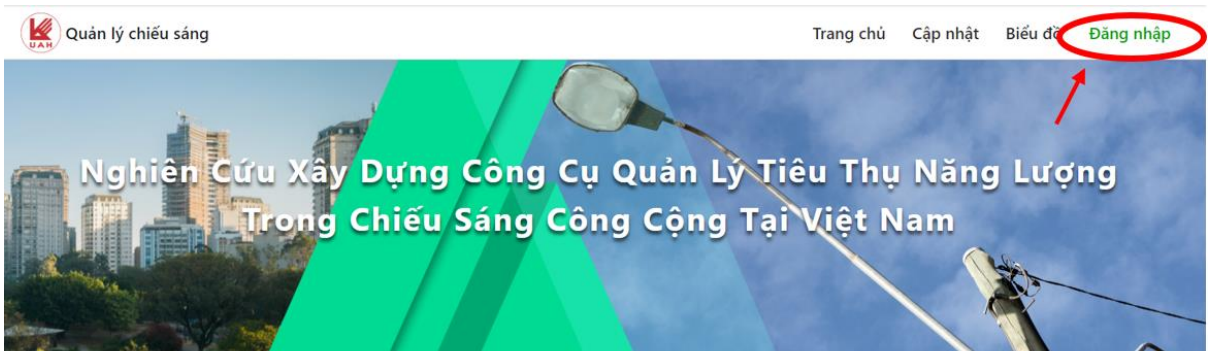 UAH
Quản lý chiếu sáng
Trang chủ Cập nhật Biểu đồ Đăng nhập
Nghiên Cứu Xây Dựng Công Cụ Quản Lý Tiêu Thụ Năng Lượng
Trong Chiếu Sáng Công Cộng Tại Việt Nam